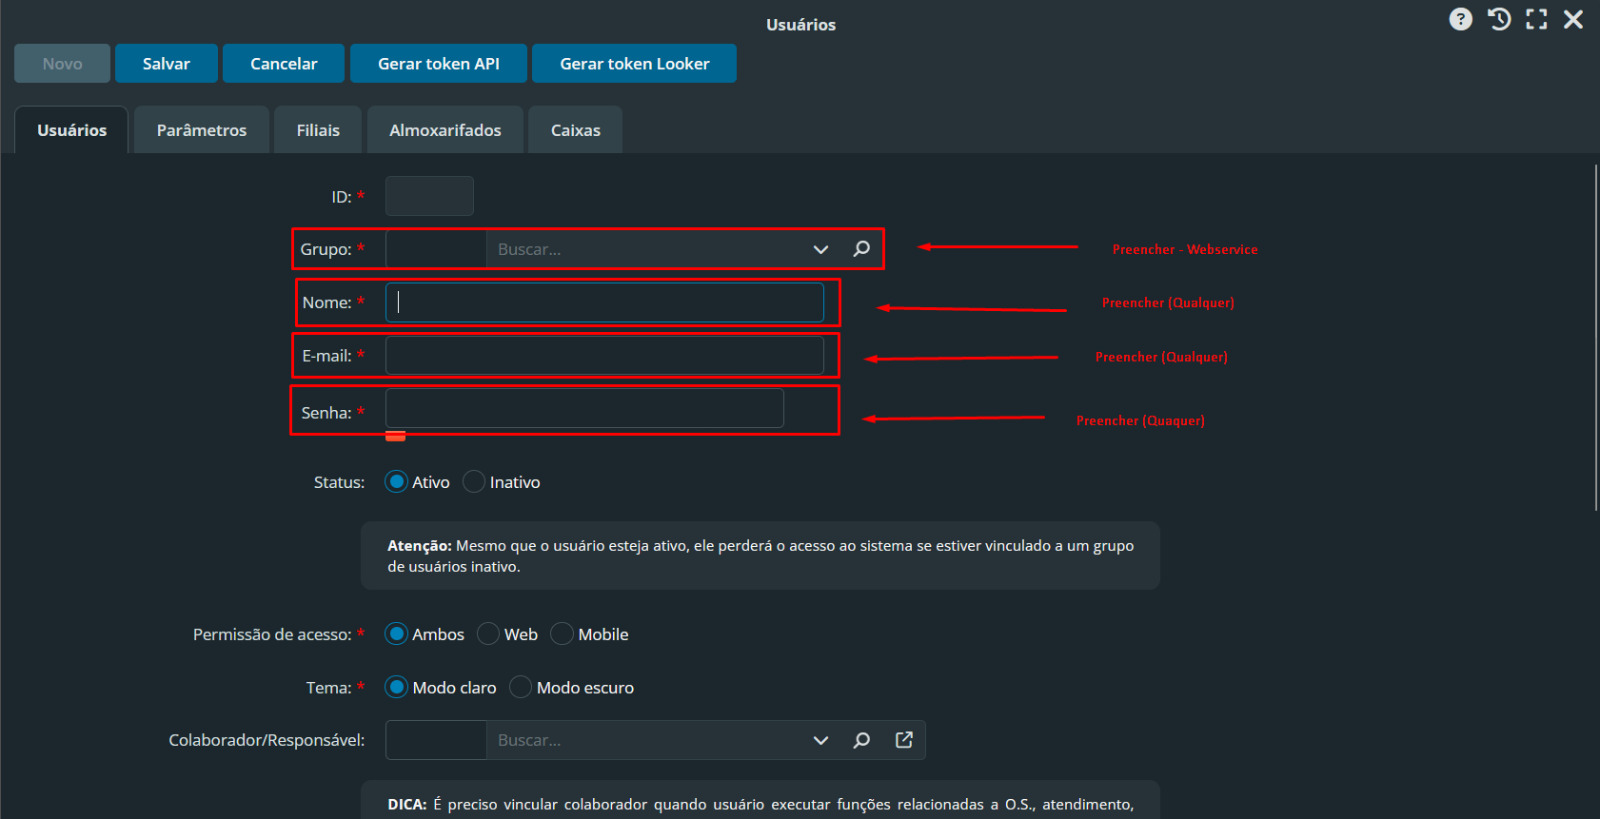 Usuários
Novo Salvar Cancelar Gerar token API Gerar token Looker
Usuários Parâmetros Filiais Almoxarifados Caixas
ID: *
Grupo: * Buscar... Preencher - Webservice
Nome: * Preencher (Qualquer)
E-mail: * Preencher (Qualquer)
Senha: * Preencher (Quaquer)
Status: Ativo Inativo
Atenção: Mesmo que o usuário esteja ativo, ele perderá o acesso ao sistema se estiver vinculado a um grupo
de usuários inativo.
Permissão de acesso: * Ambos Web Mobile
Tema: * Modo claro Modo escuro
Colaborador/Responsável: Buscar...
DICA: É preciso vincular colaborador quando usuário executar funções relacionadas a O.S., atendimento,